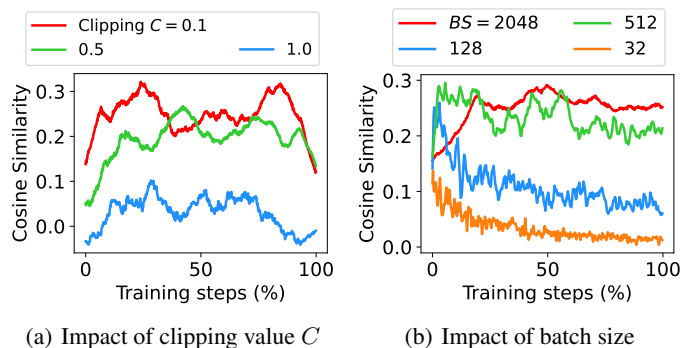 Clipping C = 0.1
0.5
1.0
Cosine Similarity
0.3
0.2
0.1
0.0
0
50
100
Training steps (%)
(a) Impact of clipping value C
BS = 2048
512
128
32
Cosine Similarity
0.3
0.2
0.1
0.0
0
50
100
Training steps (%)
(b) Impact of batch size